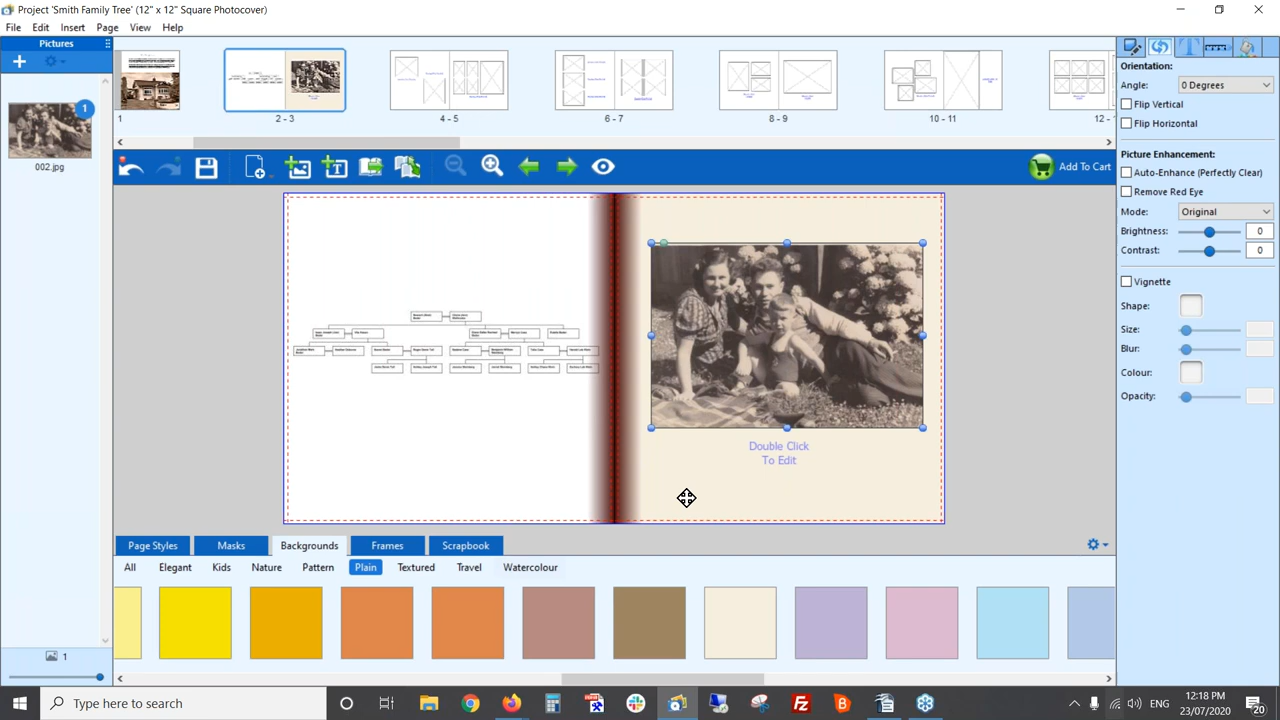 Project 'Smith Family Tree' (12" x 12" Square Photocover)
File Edit Insert Page View Help
Pictures
1
002.jpg
1
1
2 - 3
4 - 5
6 - 7
8 - 9
10 - 11
12 -
Add To Cart
Double Click
To Edit
Page Styles Masks Backgrounds Frames Scrapbook
All Elegant Kids Nature Pattern Plain Textured Travel Watercolour
Orientation:
Angle: 0 Degrees
Flip Vertical
Flip Horizontal
Picture Enhancement:
Auto-Enhance (Perfectly Clear)
Remove Red Eye
Mode: Original
Brightness: 0
Contrast: 0
Vignette
Shape:
Size:
Blur:
Colour:
Opacity:
Type here to search
ENG
12:18 PM
23/07/2020
20